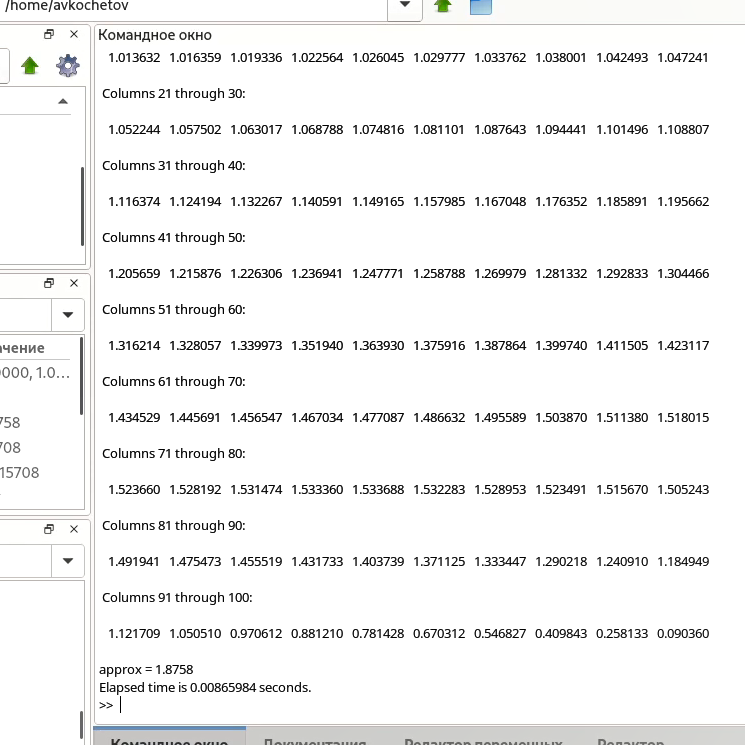 /home/avkochetov
Командное окно
1.013632 1.016359 1.019336 1.022564 1.026045 1.029777 1.033762 1.038001 1.042493 1.047241
Columns 21 through 30:
1.052244 1.057502 1.063017 1.068788 1.074816 1.081101 1.087643 1.094441 1.101496 1.108807
Columns 31 through 40:
1.116374 1.124194 1.132267 1.140591 1.149165 1.157985 1.167048 1.176352 1.185891 1.195662
Columns 41 through 50:
1.205659 1.215876 1.226306 1.236941 1.247771 1.258788 1.269979 1.281332 1.292833 1.304466
Columns 51 through 60:
1.316214 1.328057 1.339973 1.351940 1.363930 1.375916 1.387864 1.399740 1.411505 1.423117
ачение
Columns 61 through 70:
0000, 1.0...
1.434529 1.445691 1.456547 1.467034 1.477087 1.486632 1.495589 1.503870 1.511380 1.518015
758
708
Columns 71 through 80:
15708
1.523660 1.528192 1.531474 1.533360 1.533688 1.532283 1.528953 1.523491 1.515670 1.505243
Columns 81 through 90:
1.491941 1.475473 1.455519 1.431733 1.403739 1.371125 1.333447 1.290218 1.240910 1.184949
Columns 91 through 100:
1.121709 1.050510 0.970612 0.881210 0.781428 0.670312 0.546827 0.409843 0.258133 0.090360
approx = 1.8758
Elapsed time is 0.00865984 seconds.
>>
Командное окно Документация Редактор переменных Редактор